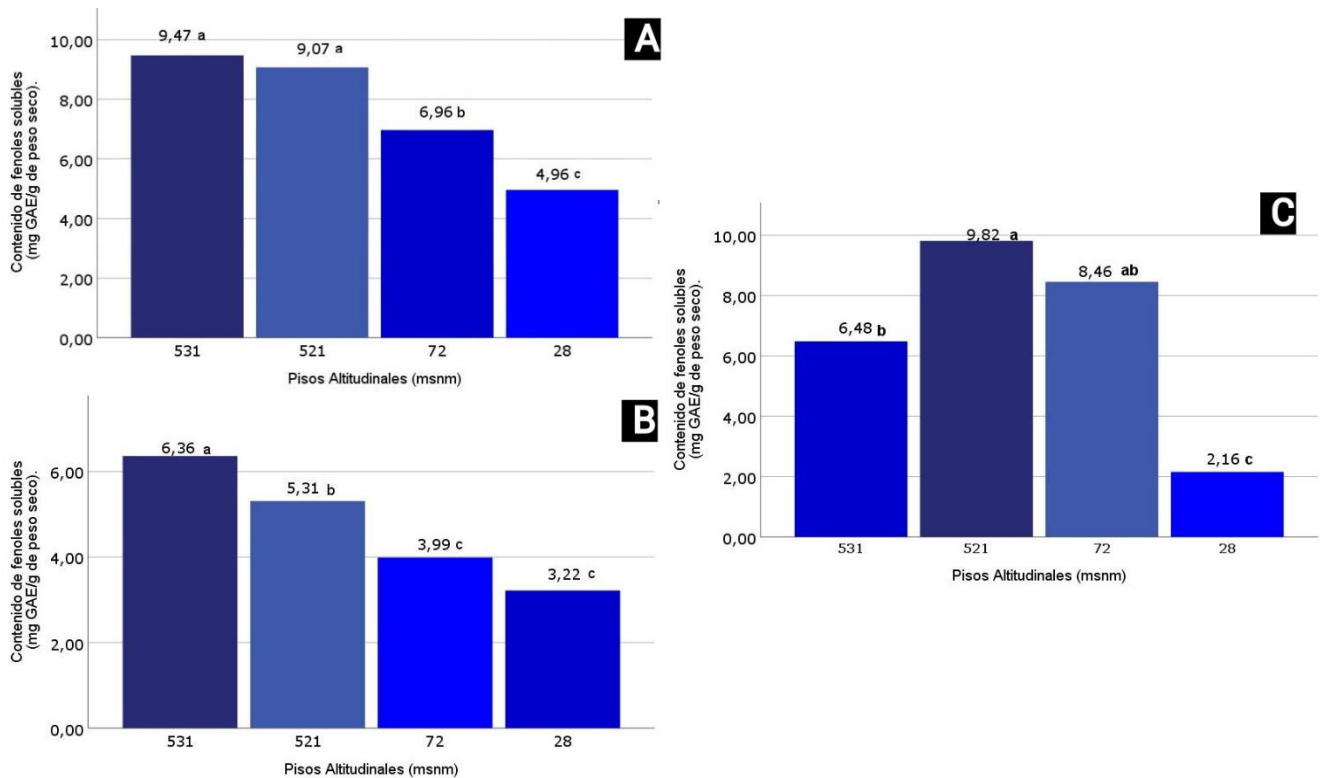 A
Contenido de fenoles solubles
(mg GAE/g de peso seco).
10,00
8,00
6,00
4,00
2,00
0,00
9,47 a
9,07 a
6,96 b
4,96 c
531
521
72
28
Pisos Altitudinales (msnm)
B
Contenido de fenoles solubles
(mg GAE/g de peso seco).
6,00
4,00
2,00
0,00
6,36 a
5,31 b
3,99 c
3,22 c
531
521
72
28
Pisos Altitudinales (msnm)
C
Contenido de fenoles solubles
(mg GAE/g de peso seco).
10,00
8,00
6,00
4,00
2,00
0,00
6,48 b
9,82 a
8,46 ab
2,16 c
531
521
72
28
Pisos Altitudinales (msnm)